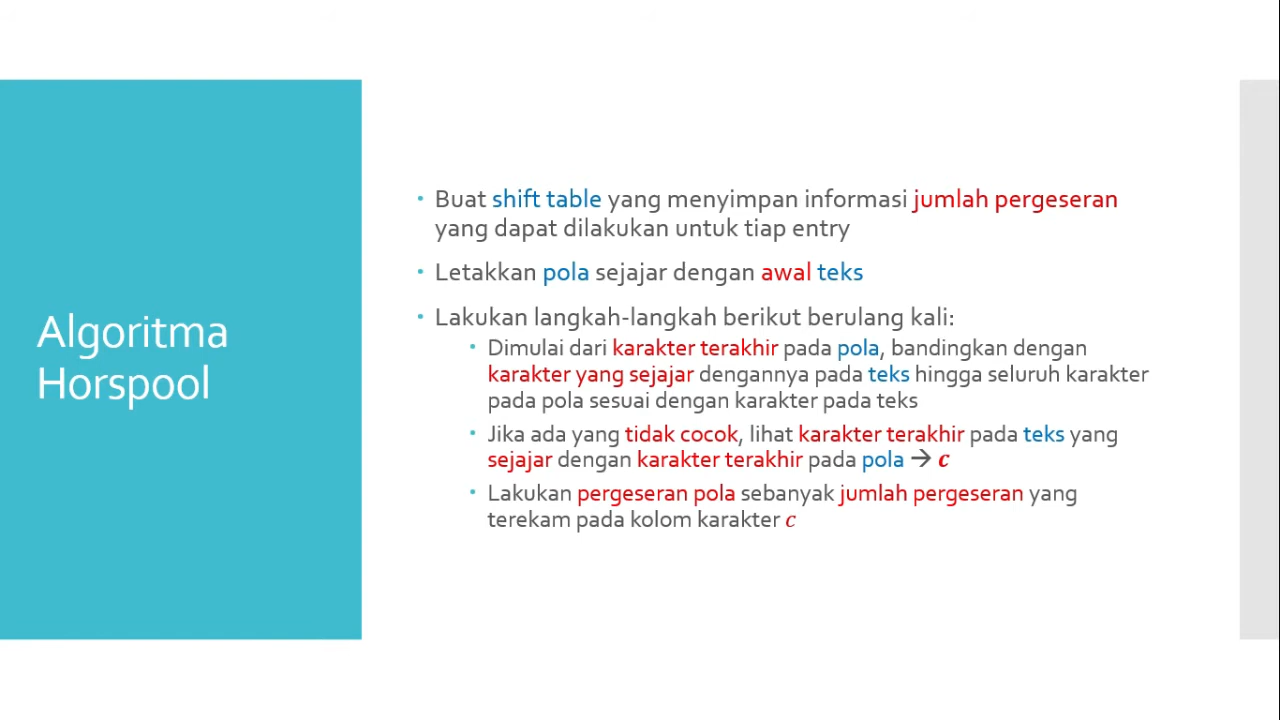 Algoritma
Horspool
• Buat shift table yang menyimpan informasi jumlah pergeseran
yang dapat dilakukan untuk tiap entry
• Letakkan pola sejajar dengan awal teks
• Lakukan langkah-langkah berikut berulang kali:
• Dimulai dari karakter terakhir pada pola, bandingkan dengan
karakter yang sejajar dengannya pada teks hingga seluruh karakter
pada pola sesuai dengan karakter pada teks
• Jika ada yang tidak cocok, lihat karakter terakhir pada teks yang
sejajar dengan karakter terakhir pada pola → c
• Lakukan pergeseran pola sebanyak jumlah pergeseran yang
terekam pada kolom karakter c